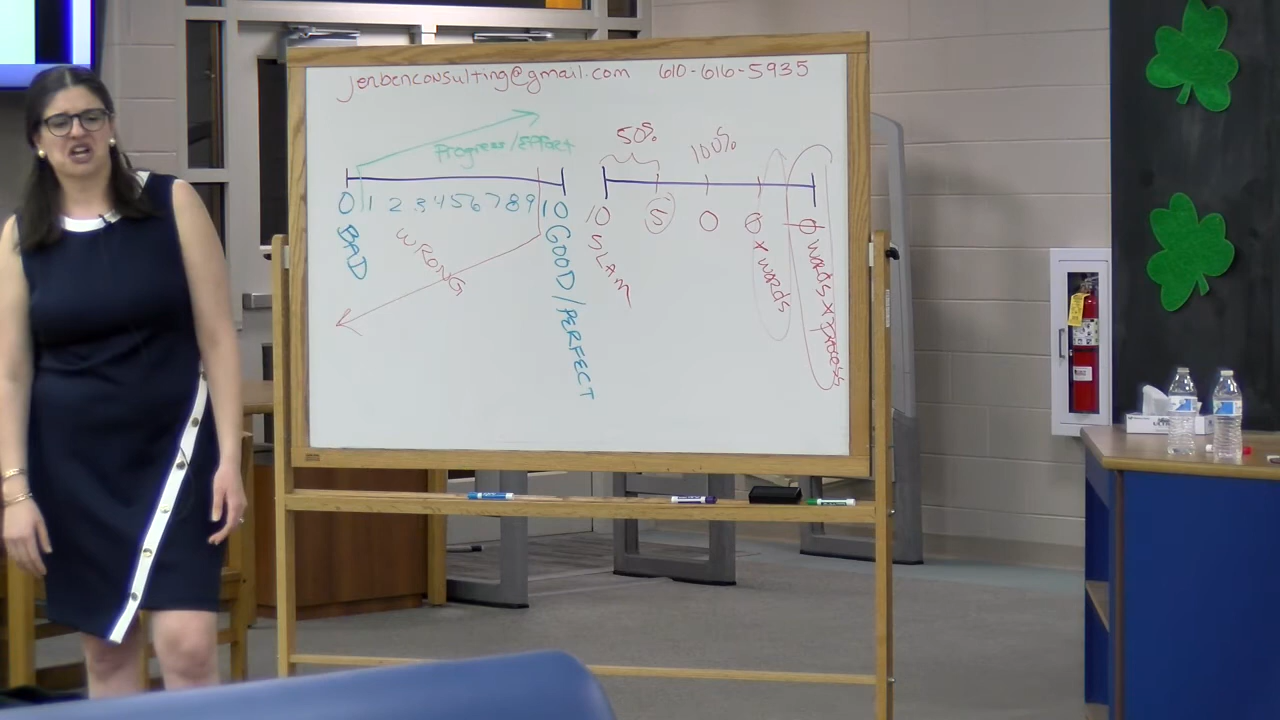 jenbenconsulting@gmail.com 610-616-5935
50% 100%
Progress/Effort
0 1 2 3 4 5 6 7 8 9 10
10 5 0 0 0
BAD
WRONG
GOOD/PERFECT
SLAM
x words
words x process